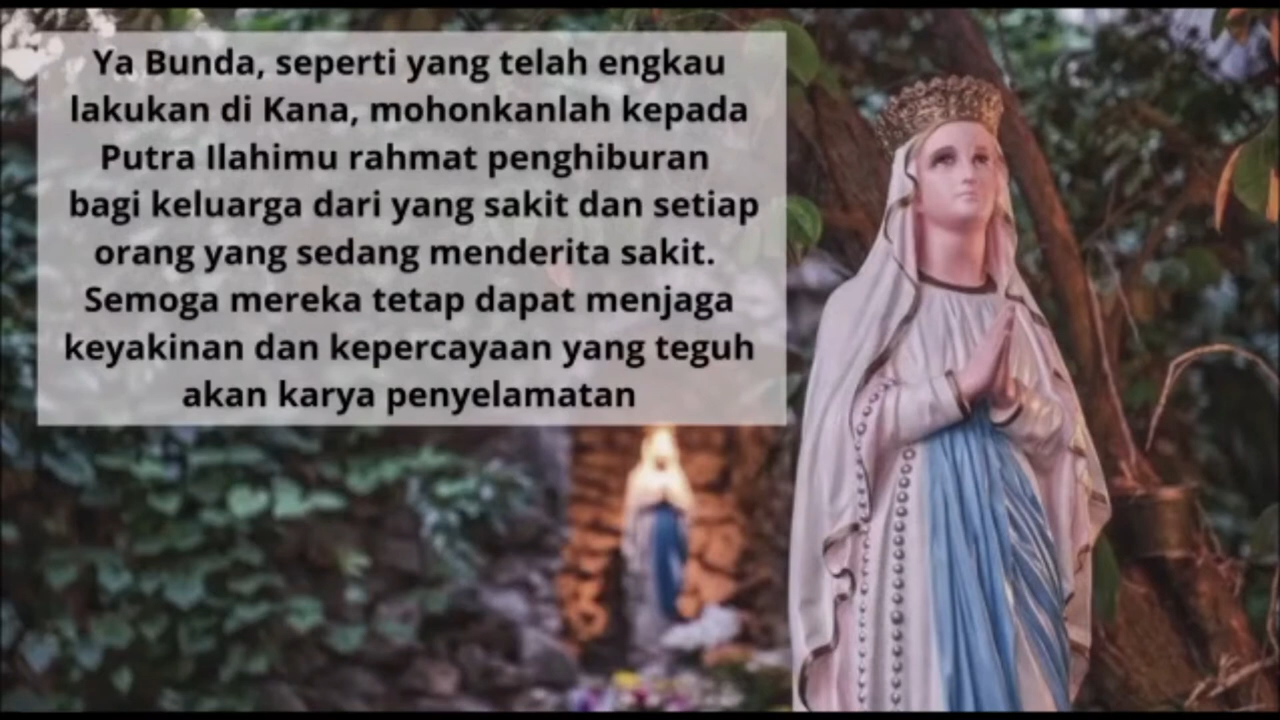 Ya Bunda, seperti yang telah engkau
lakukan di Kana, mohonkanlah kepada
Putra Ilahimu rahmat penghiburan
bagi keluarga dari yang sakit dan setiap
orang yang sedang menderita sakit.
Semoga mereka tetap dapat menjaga
keyakinan dan kepercayaan yang teguh
akan karya penyelamatan